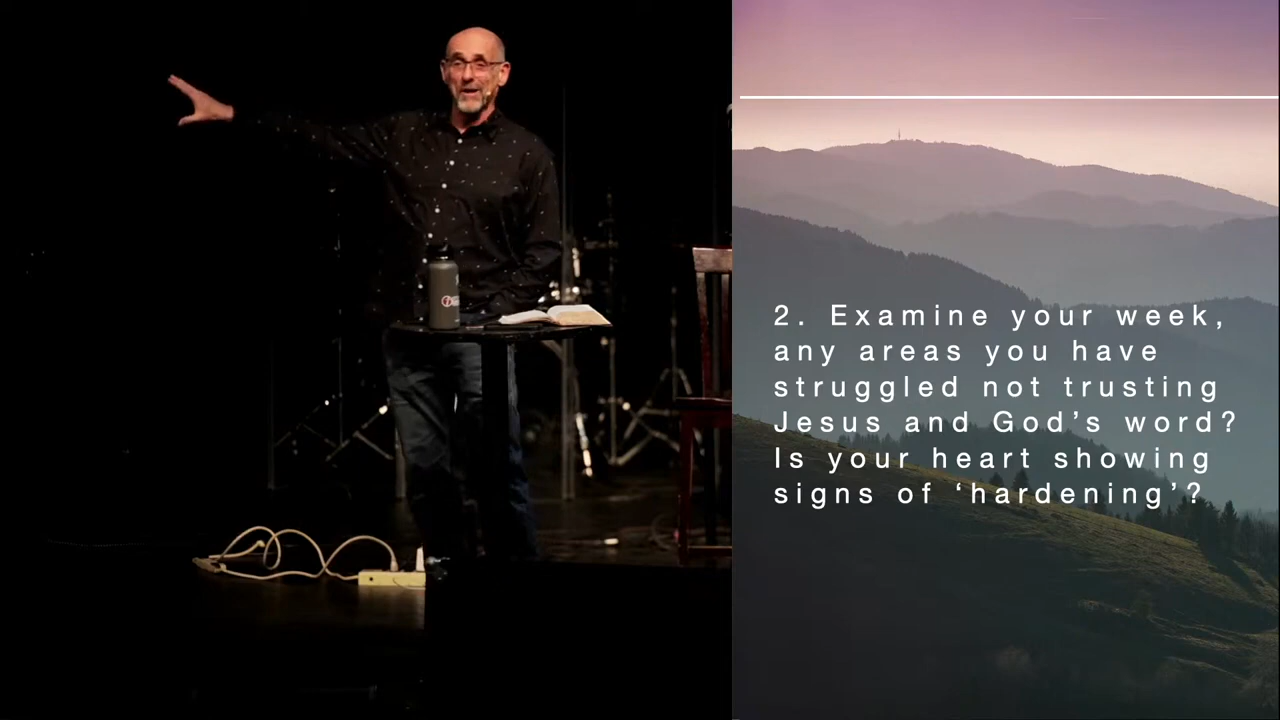 2. Examine your week,
any areas you have
struggled not trusting
Jesus and God’s word?
Is your heart showing
signs of ‘hardening’?